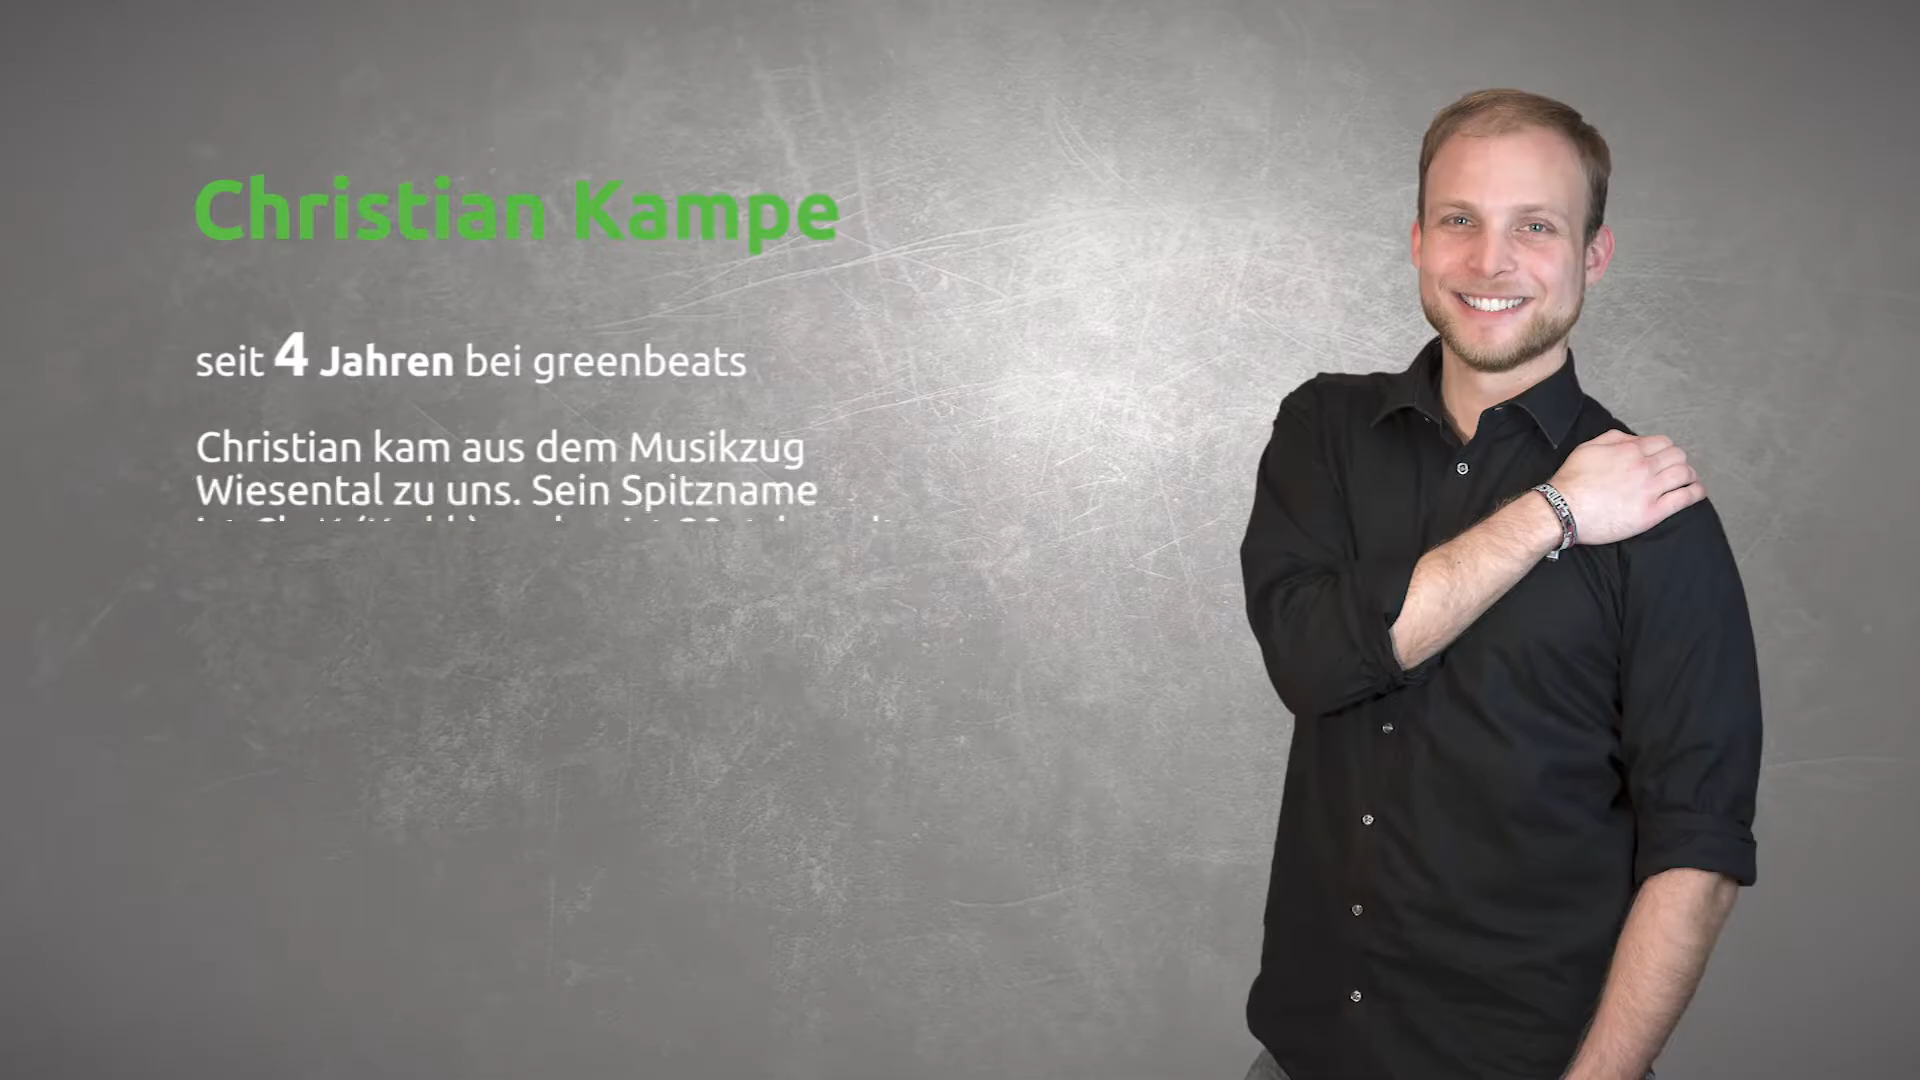 Christian Kampe
seit 4 Jahren bei greenbeats
Christian kam aus dem Musikzug
Wiesental zu uns. Sein Spitzname